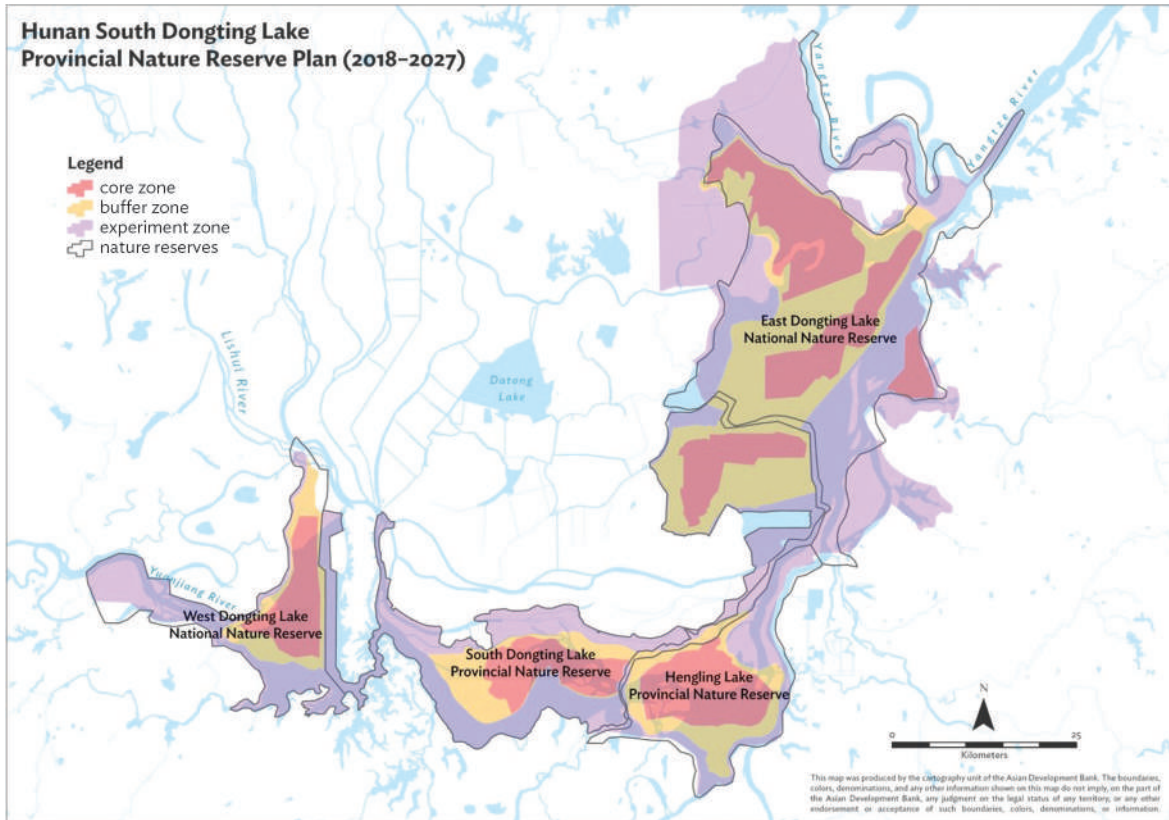 Hunan South Dongting Lake
Provincial Nature Reserve Plan (2018–2027)
Legend
core zone
buffer zone
experiment zone
nature reserves
Yangtze River
Yangtze River
Lishui River
Datong
Lake
East Dongting Lake
National Nature Reserve
Yuanjiang River
West Dongting Lake
National Nature Reserve
South Dongting Lake
Provincial Nature Reserve
Hengling Lake
Provincial Nature Reserve
N
0
25
Kilometers
This map was produced by the cartography unit of the Asian Development Bank. The boundaries,
colors, denominations, and any other information shown on this map do not imply, on the part of
the Asian Development Bank, any judgment on the legal status of any territory, or any other
endorsement or acceptance of such boundaries, colors, denominations, or information.